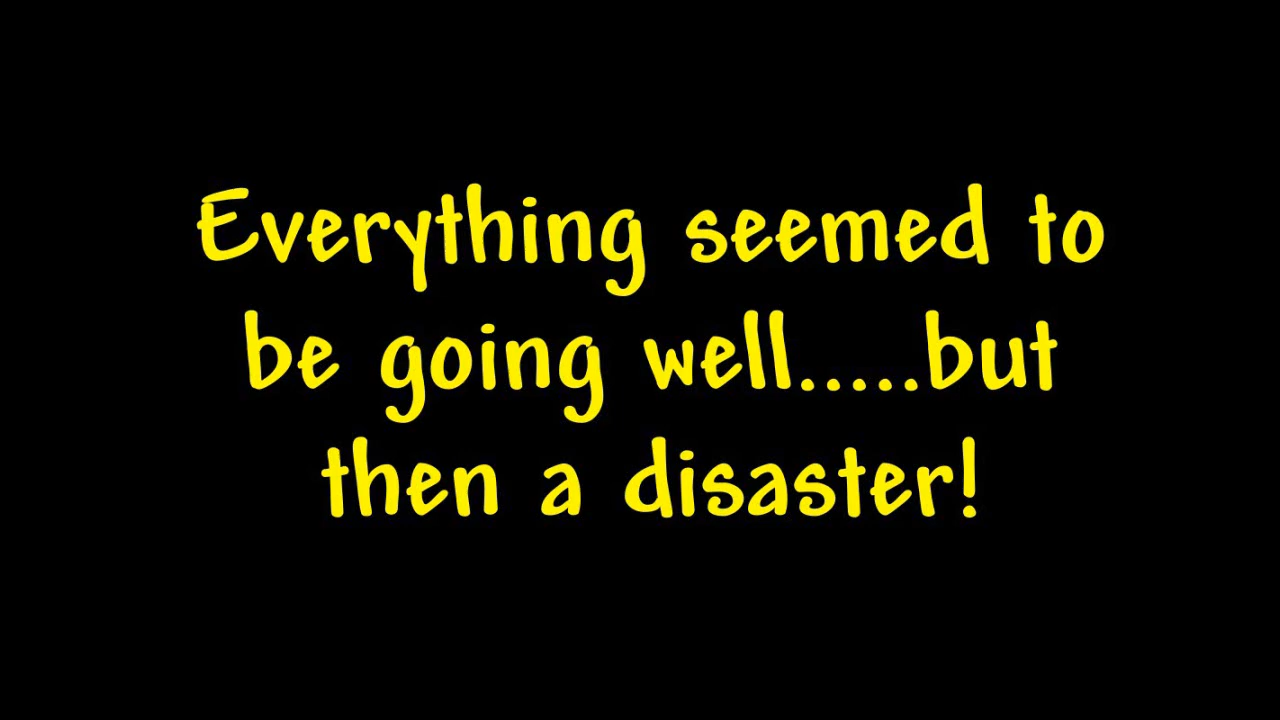 Everything seemed to
be going well.....but
then a disaster!